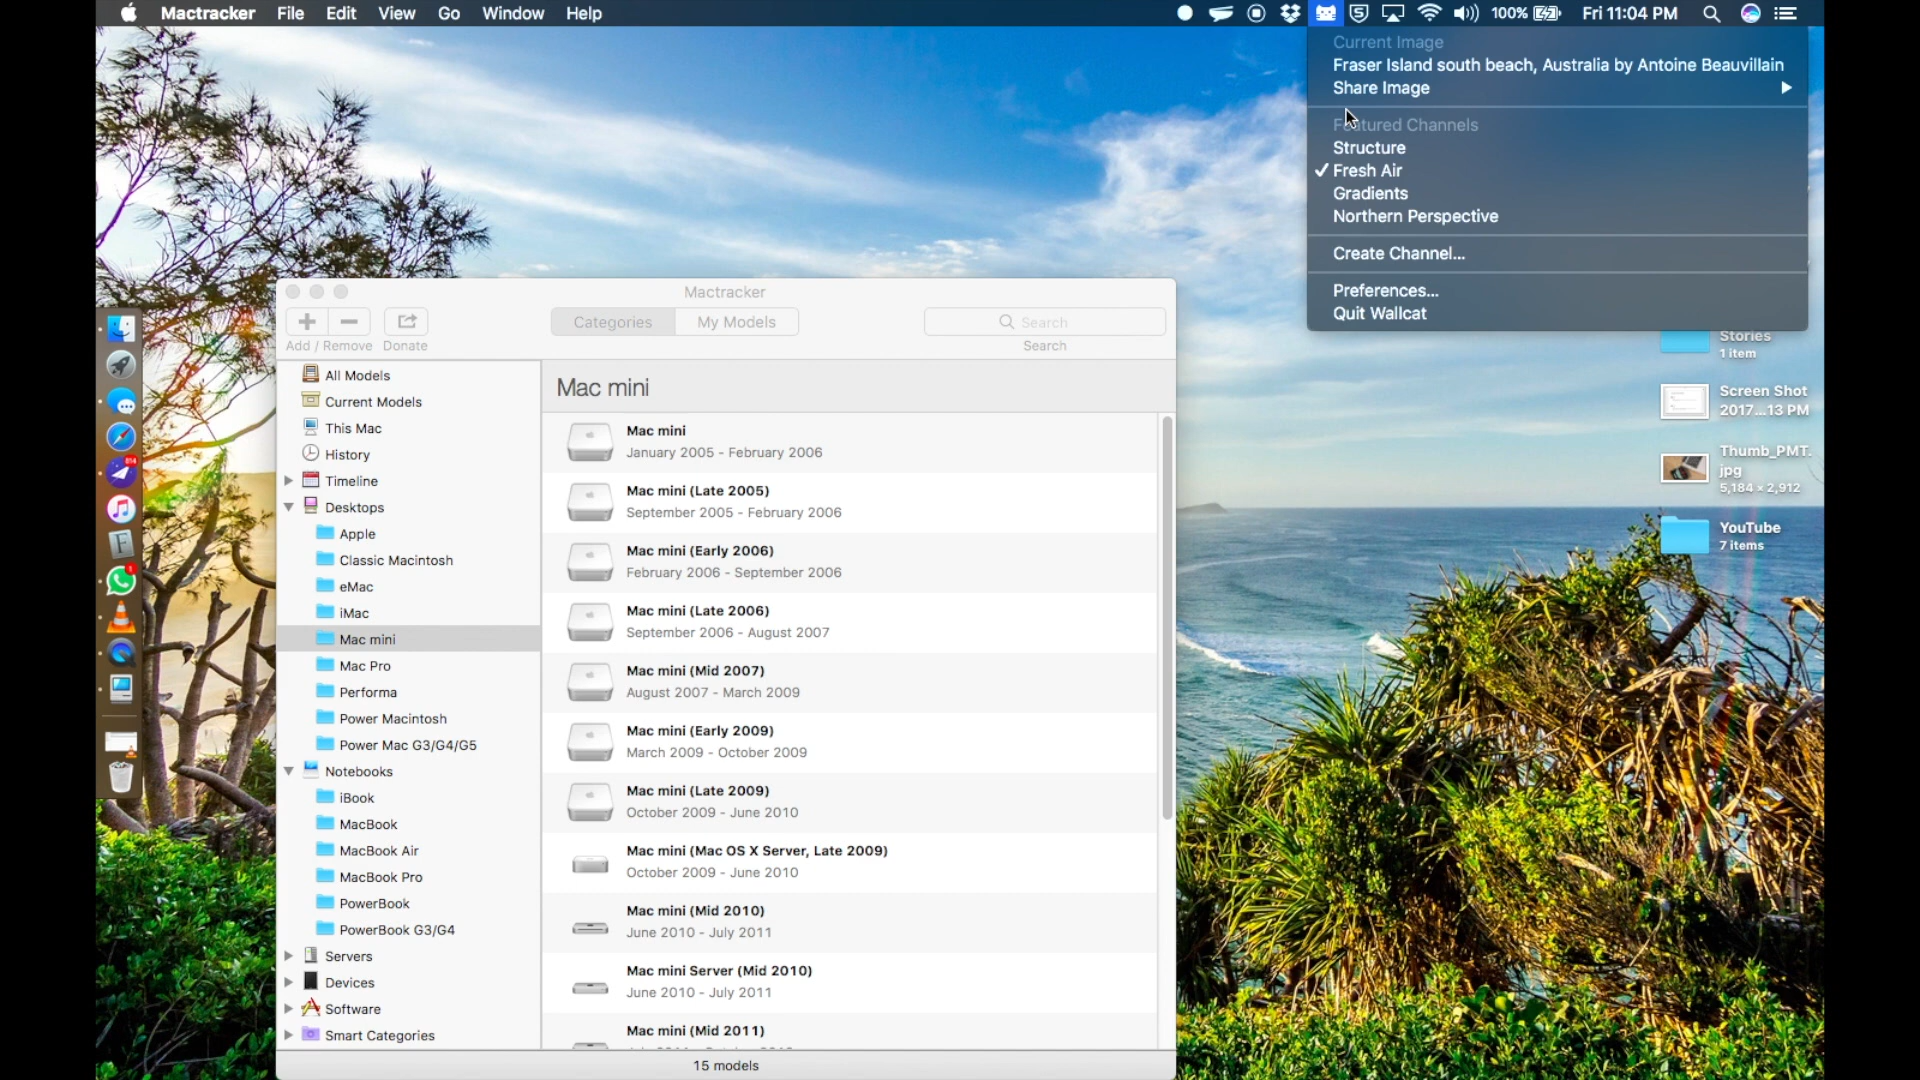 Mactracker File Edit View Go Window Help
100% Fri 11:04 PM
Current Image
Fraser Island south beach, Australia by Antoine Beauvillain
Share Image
Featured Channels
Structure
Fresh Air
Gradients
Northern Perspective
Create Channel...
Preferences...
Quit Wallcat
Stories
1 item
Screen Shot
2017...13 PM
Thumb_PMT.
jpg
5,184 × 2,912
YouTube
7 items
814
1
Mactracker
Categories My Models Search
Add / Remove Donate Search
All Models
Current Models
This Mac
History
Timeline
Desktops
Apple
Classic Macintosh
eMac
iMac
Mac mini
Mac Pro
Performa
Power Macintosh
Power Mac G3/G4/G5
Notebooks
iBook
MacBook
MacBook Air
MacBook Pro
PowerBook
PowerBook G3/G4
Servers
Devices
Software
Smart Categories
Mac mini
Mac mini
January 2005 - February 2006
Mac mini (Late 2005)
September 2005 - February 2006
Mac mini (Early 2006)
February 2006 - September 2006
Mac mini (Late 2006)
September 2006 - August 2007
Mac mini (Mid 2007)
August 2007 - March 2009
Mac mini (Early 2009)
March 2009 - October 2009
Mac mini (Late 2009)
October 2009 - June 2010
Mac mini (Mac OS X Server, Late 2009)
October 2009 - June 2010
Mac mini (Mid 2010)
June 2010 - July 2011
Mac mini Server (Mid 2010)
June 2010 - July 2011
Mac mini (Mid 2011)
15 models